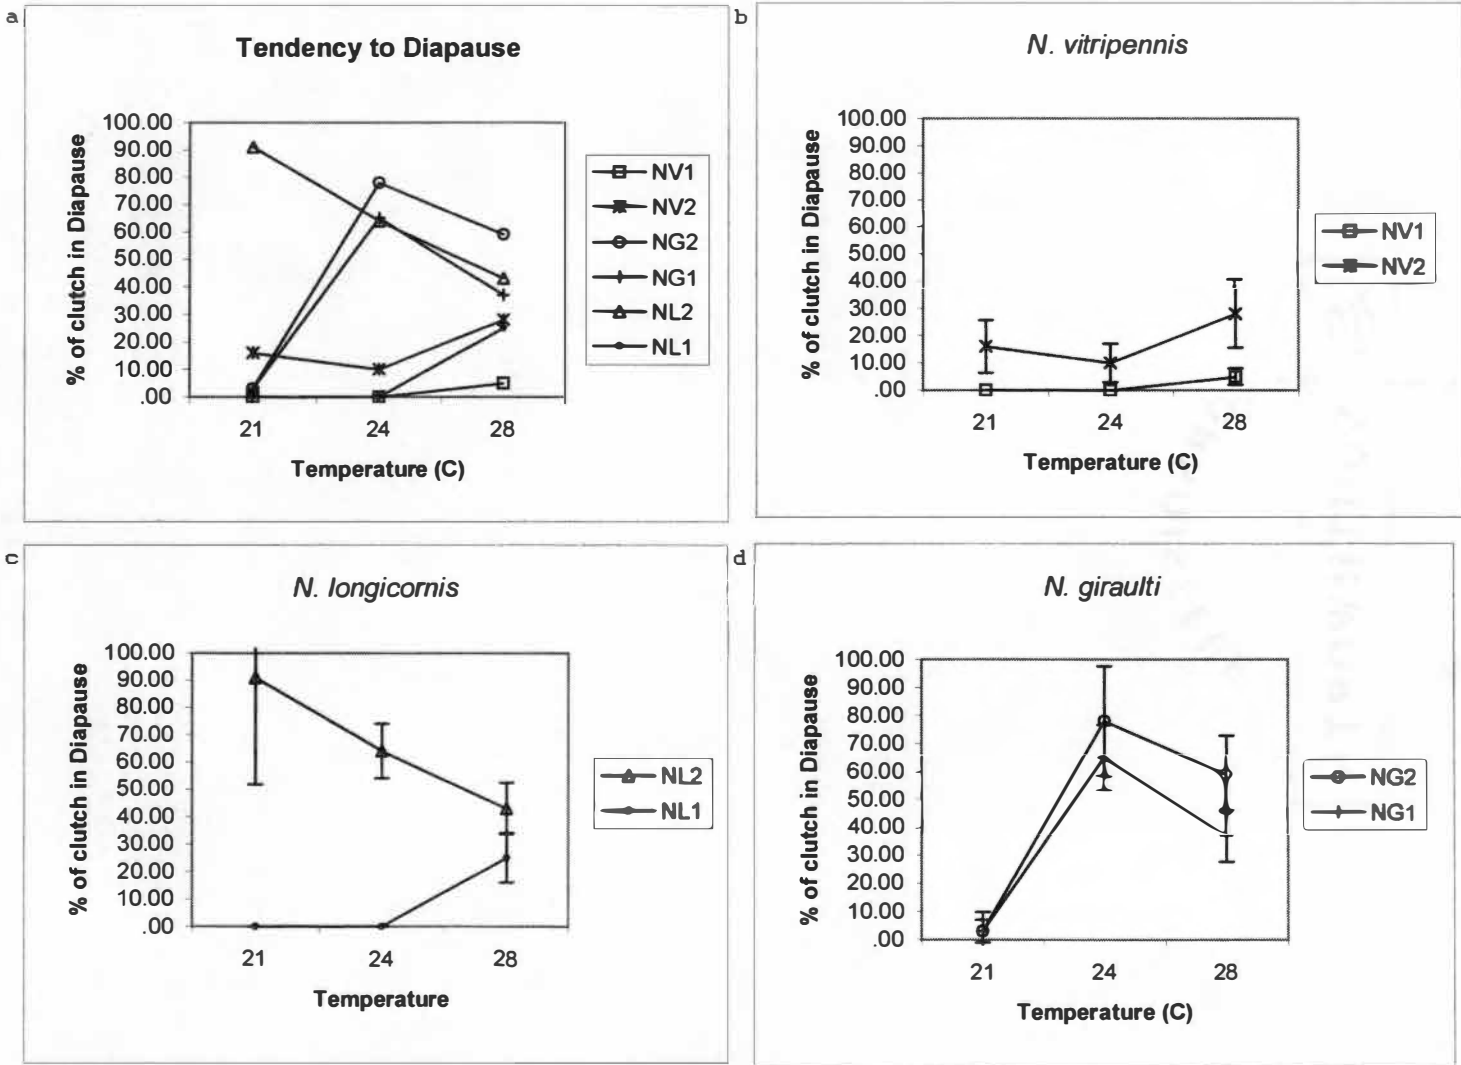 a
Tendency to Diapause
% of clutch in Diapause
100.00
90.00
80.00
70.00
60.00
50.00
40.00
30.00
20.00
10.00
.00
21 24 28
Temperature (C)
NV1
NV2
NG2
NG1
NL2
NL1
b
N. vitripennis
% of clutch in Diapause
100.00
90.00
80.00
70.00
60.00
50.00
40.00
30.00
20.00
10.00
.00
21 24 28
Temperature (C)
NV1
NV2
c
N. longicornis
% of clutch in Diapause
100.00
90.00
80.00
70.00
60.00
50.00
40.00
30.00
20.00
10.00
.00
21 24 28
Temperature
NL2
NL1
d
N. giraulti
% of clutch in Diapause
100.00
90.00
80.00
70.00
60.00
50.00
40.00
30.00
20.00
10.00
.00
21 24 28
Temperature (C)
NG2
NG1